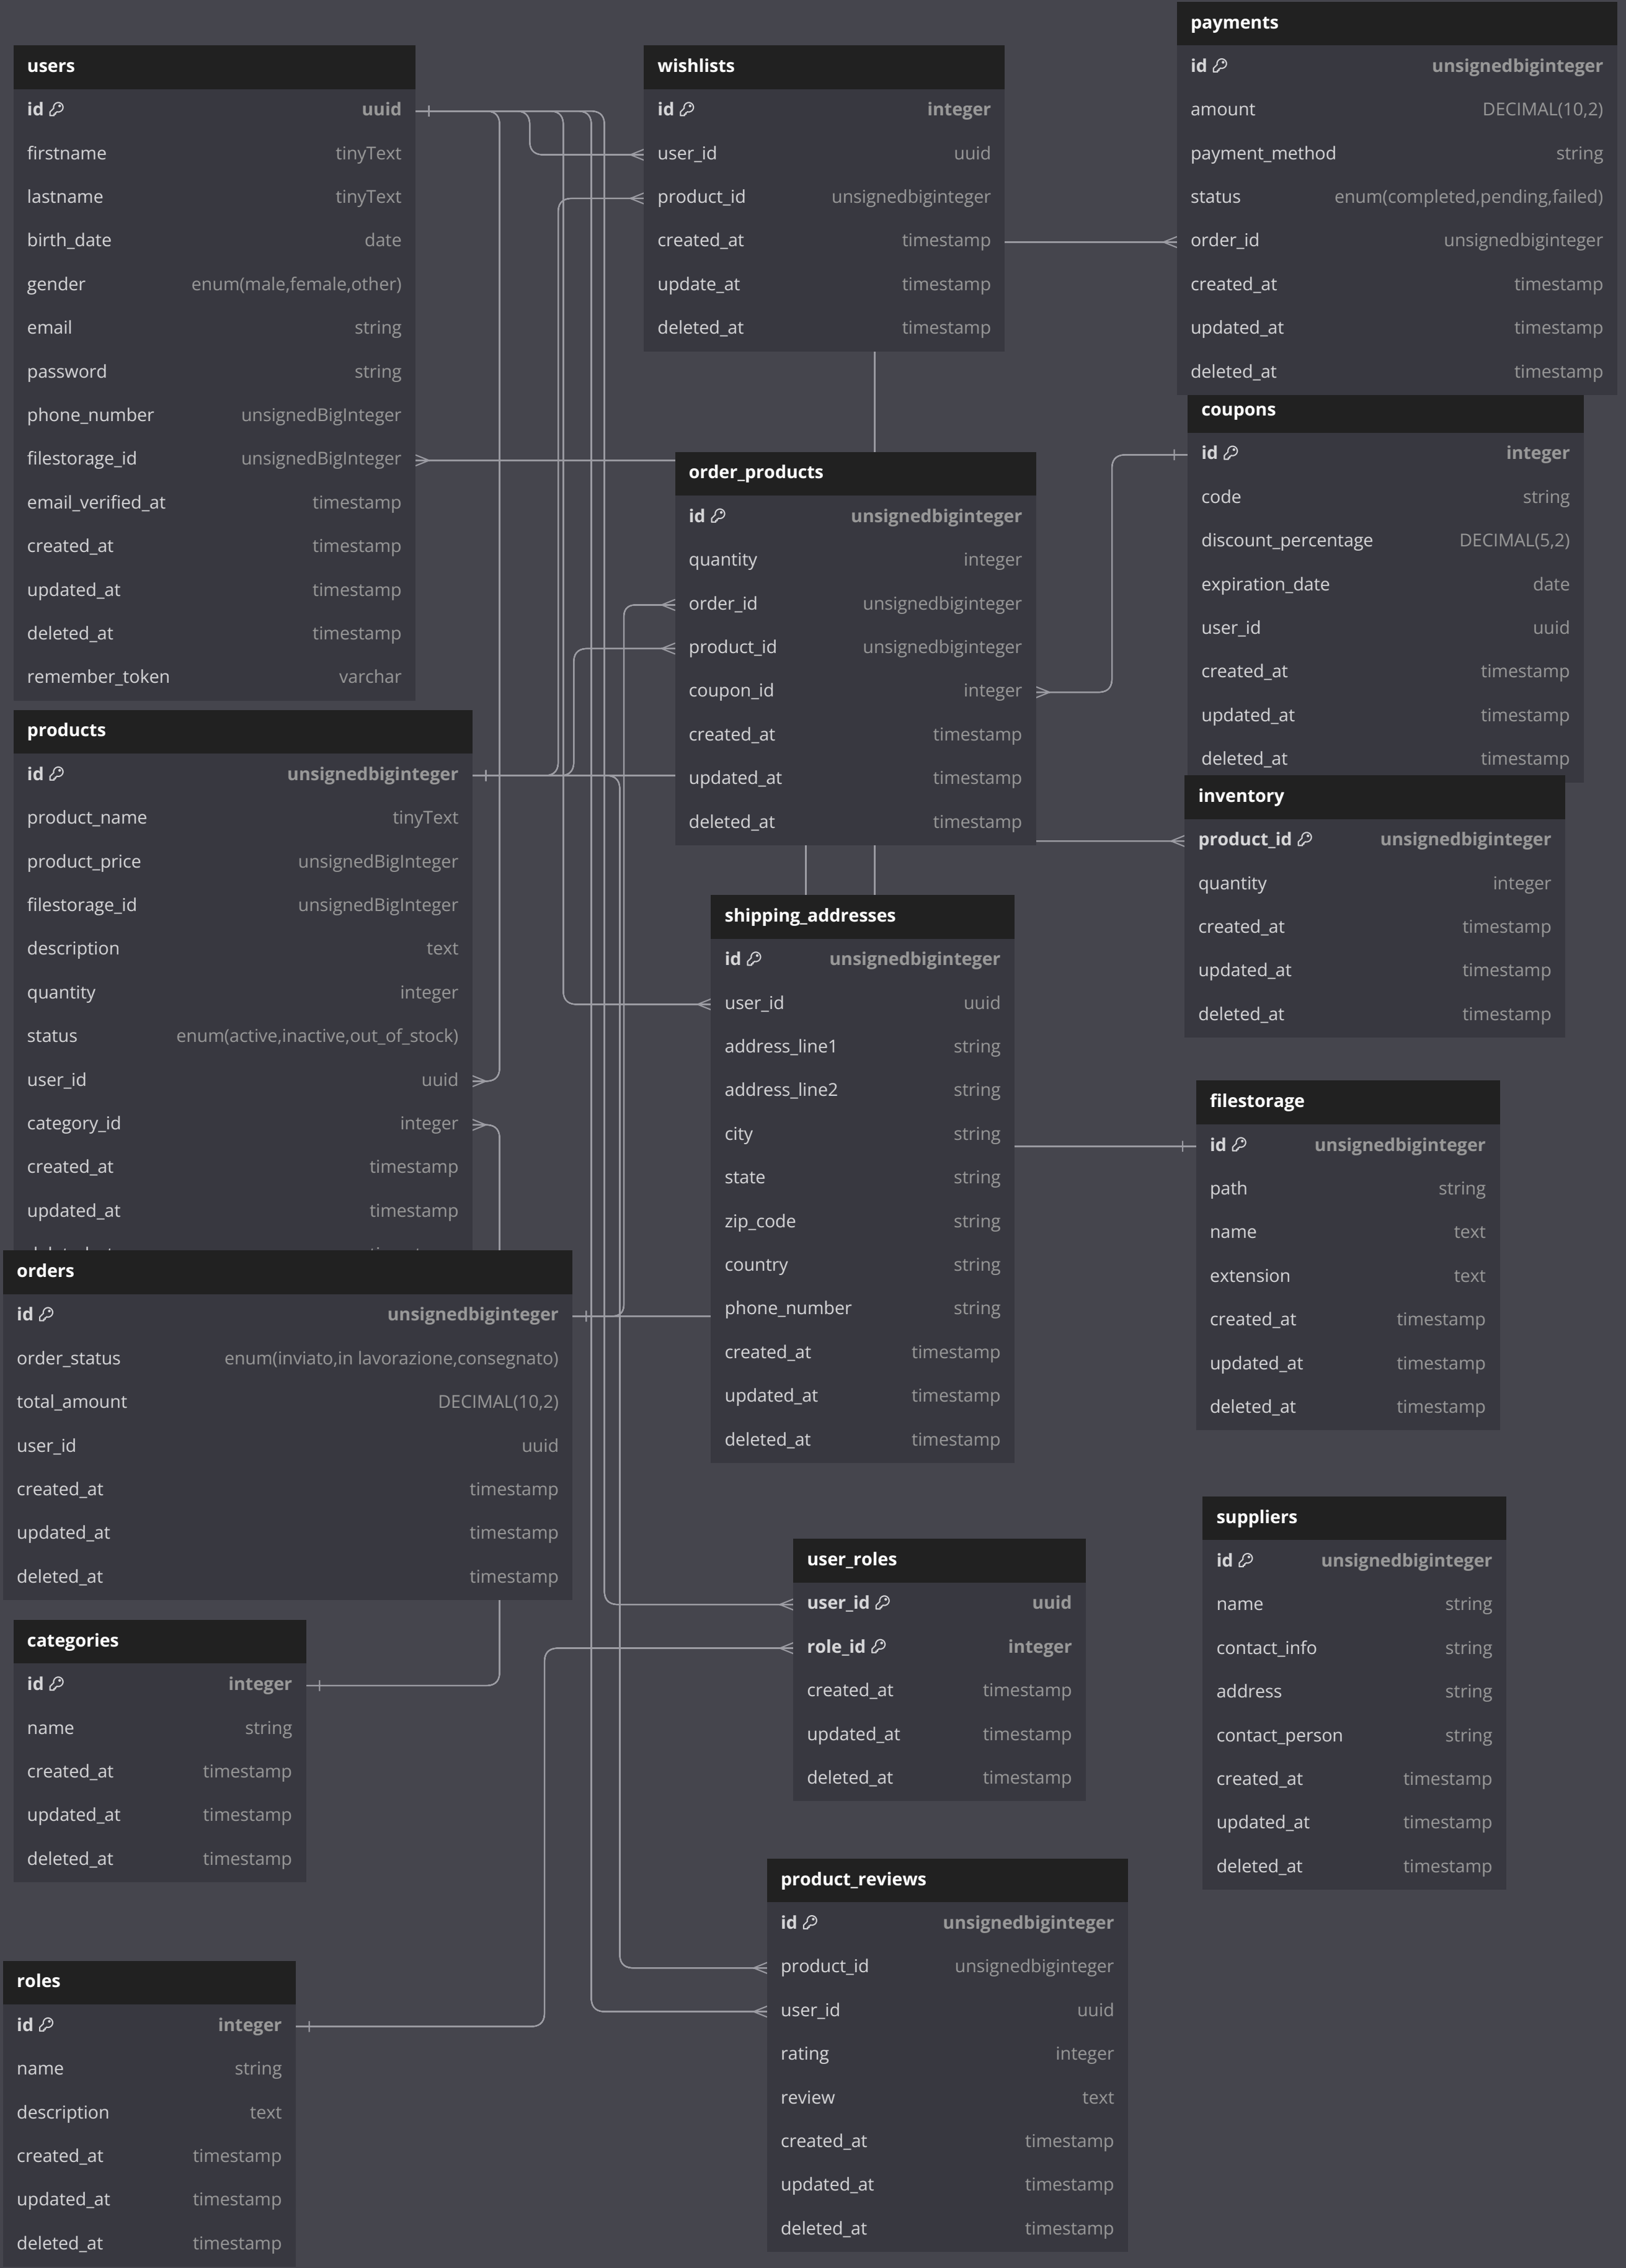 users
id uuid
firstname tinyText
lastname tinyText
birth_date date
gender enum(male,female,other)
email string
password string
phone_number unsignedBigInteger
filestorage_id unsignedBigInteger
email_verified_at timestamp
created_at timestamp
updated_at timestamp
deleted_at timestamp
remember_token varchar
products
id unsignedbiginteger
product_name tinyText
product_price unsignedBigInteger
filestorage_id unsignedBigInteger
description text
quantity integer
status enum(active,inactive,out_of_stock)
user_id uuid
category_id integer
created_at timestamp
updated_at timestamp
orders
id unsignedbiginteger
order_status enum(inviato,in lavorazione,consegnato)
total_amount DECIMAL(10,2)
user_id uuid
created_at timestamp
updated_at timestamp
deleted_at timestamp
categories
id integer
name string
created_at timestamp
updated_at timestamp
deleted_at timestamp
roles
id integer
name string
description text
created_at timestamp
updated_at timestamp
deleted_at timestamp
wishlists
id integer
user_id uuid
product_id unsignedbiginteger
created_at timestamp
update_at timestamp
deleted_at timestamp
order_products
id unsignedbiginteger
quantity integer
order_id unsignedbiginteger
product_id unsignedbiginteger
coupon_id integer
created_at timestamp
updated_at timestamp
deleted_at timestamp
shipping_addresses
id unsignedbiginteger
user_id uuid
address_line1 string
address_line2 string
city string
state string
zip_code string
country string
phone_number string
created_at timestamp
updated_at timestamp
deleted_at timestamp
user_roles
user_id uuid
role_id integer
created_at timestamp
updated_at timestamp
deleted_at timestamp
product_reviews
id unsignedbiginteger
product_id unsignedbiginteger
user_id uuid
rating integer
review text
created_at timestamp
updated_at timestamp
deleted_at timestamp
payments
id unsignedbiginteger
amount DECIMAL(10,2)
payment_method string
status enum(completed,pending,failed)
order_id unsignedbiginteger
created_at timestamp
updated_at timestamp
deleted_at timestamp
coupons
id integer
code string
discount_percentage DECIMAL(5,2)
expiration_date date
user_id uuid
created_at timestamp
updated_at timestamp
deleted_at timestamp
inventory
product_id unsignedbiginteger
quantity integer
created_at timestamp
updated_at timestamp
deleted_at timestamp
filestorage
id unsignedbiginteger
path string
name text
extension text
created_at timestamp
updated_at timestamp
deleted_at timestamp
suppliers
id unsignedbiginteger
name string
contact_info string
address string
contact_person string
created_at timestamp
updated_at timestamp
deleted_at timestamp